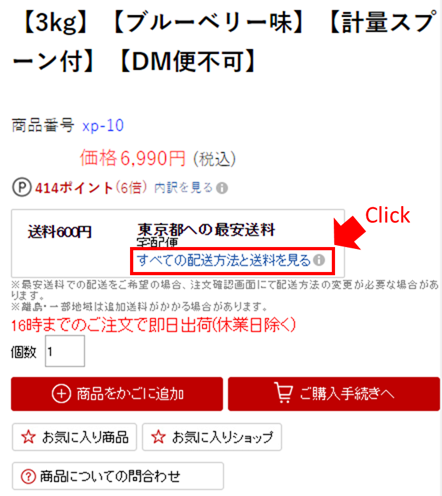 【3kg】【ブルーベリー味】【計量スプ
ーン付】【DM便不可】
商品番号 xp-10
価格 6,990円 (税込)
P 414ポイント(6倍) 内訳を見る i
送料600円 東京都への最安送料
宅配便
すべての配送方法と送料を見る i
Click
※最安送料での配送をご希望の場合、注文確認画面にて配送方法の変更が必要な場合があ
ります。
※離島・一部地域は追加送料がかかる場合があります。
16時までのご注文で即日出荷(休業日除く)
個数 1
商品をかごに追加 ご購入手続きへ
お気に入り商品 お気に入りショップ
? 商品についての問合わせ